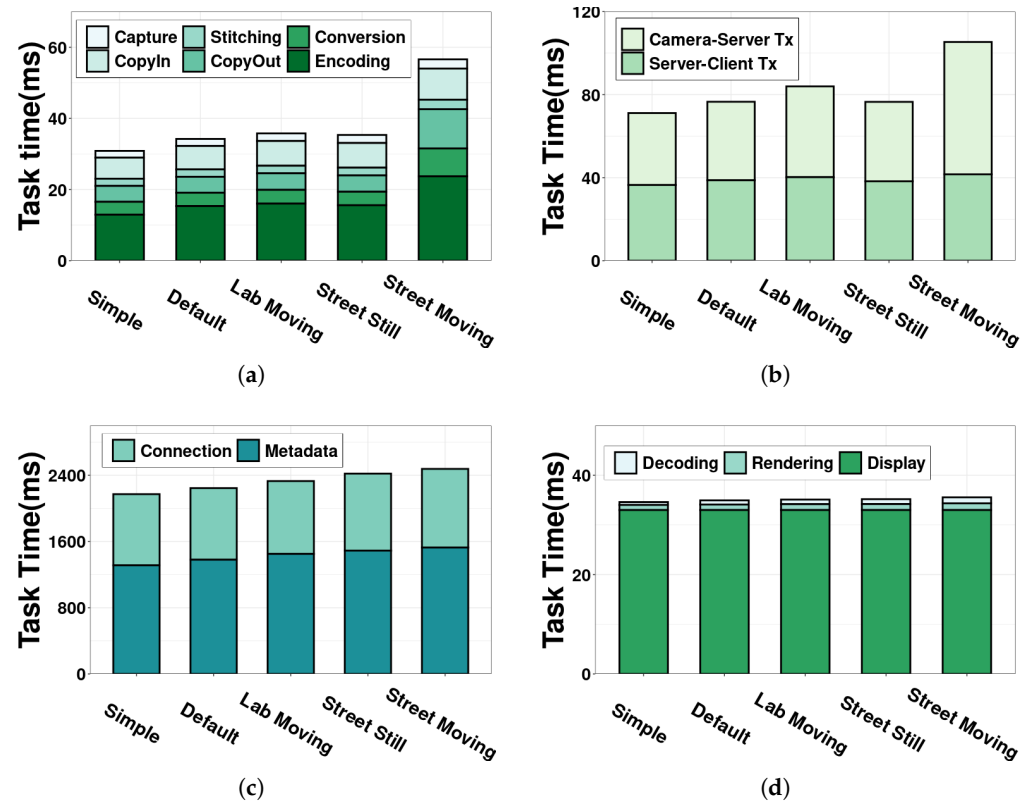 Task time(ms)
60
40
20
0
Capture Stitching Conversion
CopyIn CopyOut Encoding
Simple Default Lab Moving Street Still Street Moving
(a)
Task Time(ms)
120
80
40
0
Camera-Server Tx
Server-Client Tx
Simple Default Lab Moving Street Still Street Moving
(b)
Task Time(ms)
2400
1600
800
0
Connection Metadata
Simple Default Lab Moving Street Still Street Moving
(c)
Task Time(ms)
40
20
0
Decoding Rendering Display
Simple Default Lab Moving Street Still Street Moving
(d)